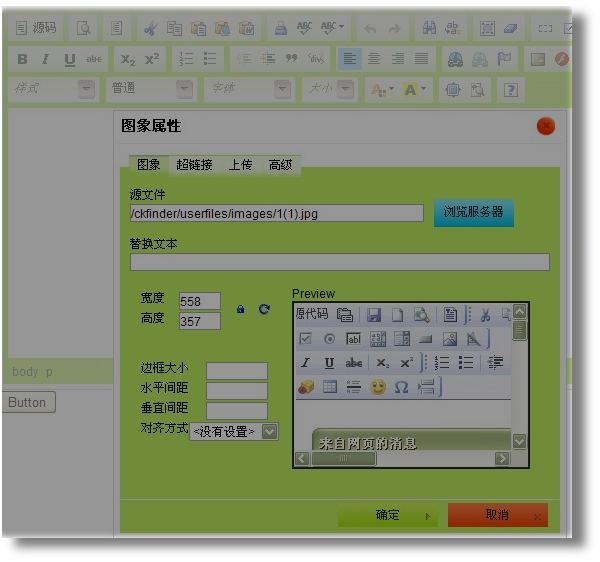 源码
B I U abc X₂ X²
样式 普通 字体 大小
图象属性
图象 超链接 上传 高级
源文件
/ckfinder/userfiles/images/1(1).jpg 浏览服务器
替换文本
宽度 558
高度 357
Preview
原代码
I U abc X₂ X²
来自网页的消息
边框大小
水平间距
垂直间距
对齐方式 <没有设置>
body p
Button
确定 取消